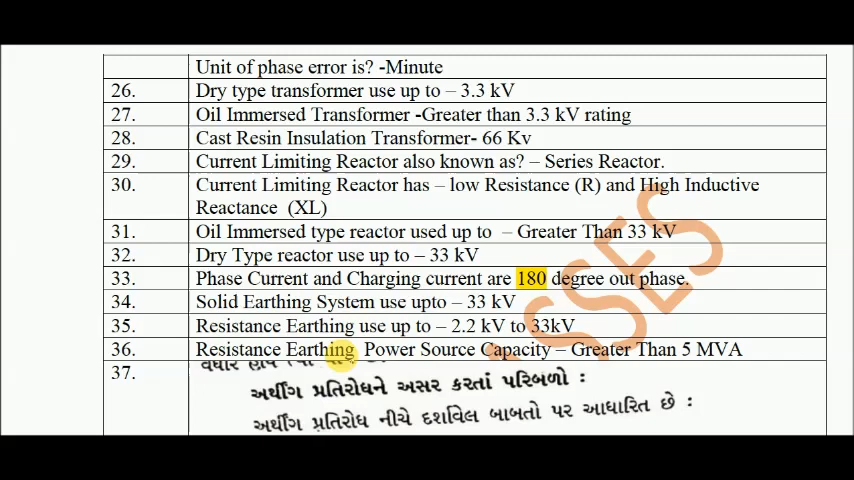 Unit of phase error is? -Minute
26. Dry type transformer use up to – 3.3 kV
27. Oil Immersed Transformer -Greater than 3.3 kV rating
28. Cast Resin Insulation Transformer- 66 Kv
29. Current Limiting Reactor also known as? – Series Reactor.
30. Current Limiting Reactor has – low Resistance (R) and High Inductive
Reactance (XL)
31. Oil Immersed type reactor used up to – Greater Than 33 kV
32. Dry Type reactor use up to – 33 kV
33. Phase Current and Charging current are 180 degree out phase.
34. Solid Earthing System use upto – 33 kV
35. Resistance Earthing use up to – 2.2 kV to 33kV
36. Resistance Earthing Power Source Capacity – Greater Than 5 MVA
37.
અર્થીંગ પ્રતિરોધને અસર કરતાં પરિબળો :
અર્થીંગ પ્રતિરોધ નીચે દર્શાવેલ બાબતો પર આધારિત છે :